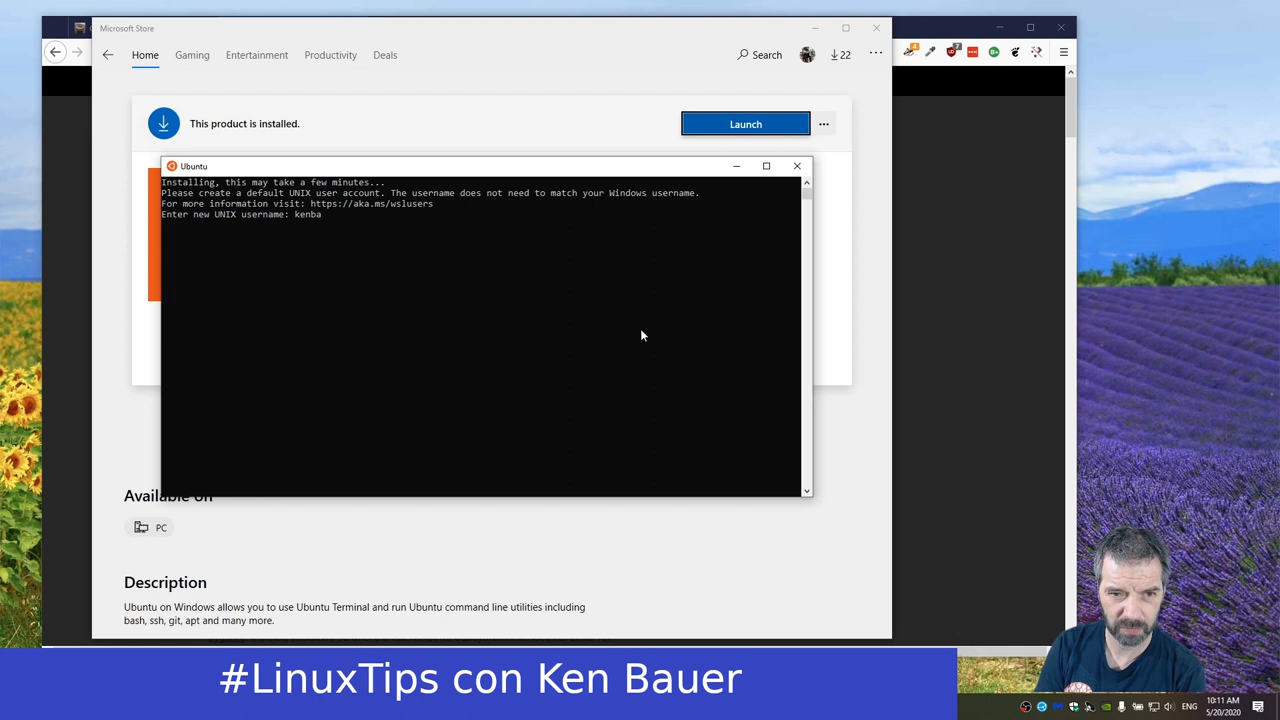 Microsoft Store
Home Gaming Entertainment Productivity Deals Search 22 ...
4
7
This product is installed.
Launch
...
Ubuntu
Installing, this may take a few minutes...
Please create a default UNIX user account. The username does not need to match your Windows username.
For more information visit: https://aka.ms/wslusers
Enter new UNIX username: kenba
Available on
PC
Description
Ubuntu on Windows allows you to use Ubuntu Terminal and run Ubuntu command line utilities including
bash, ssh, git, apt and many more.
#LinuxTips con Ken Bauer
ENG
10:11 AM
5/20/2020